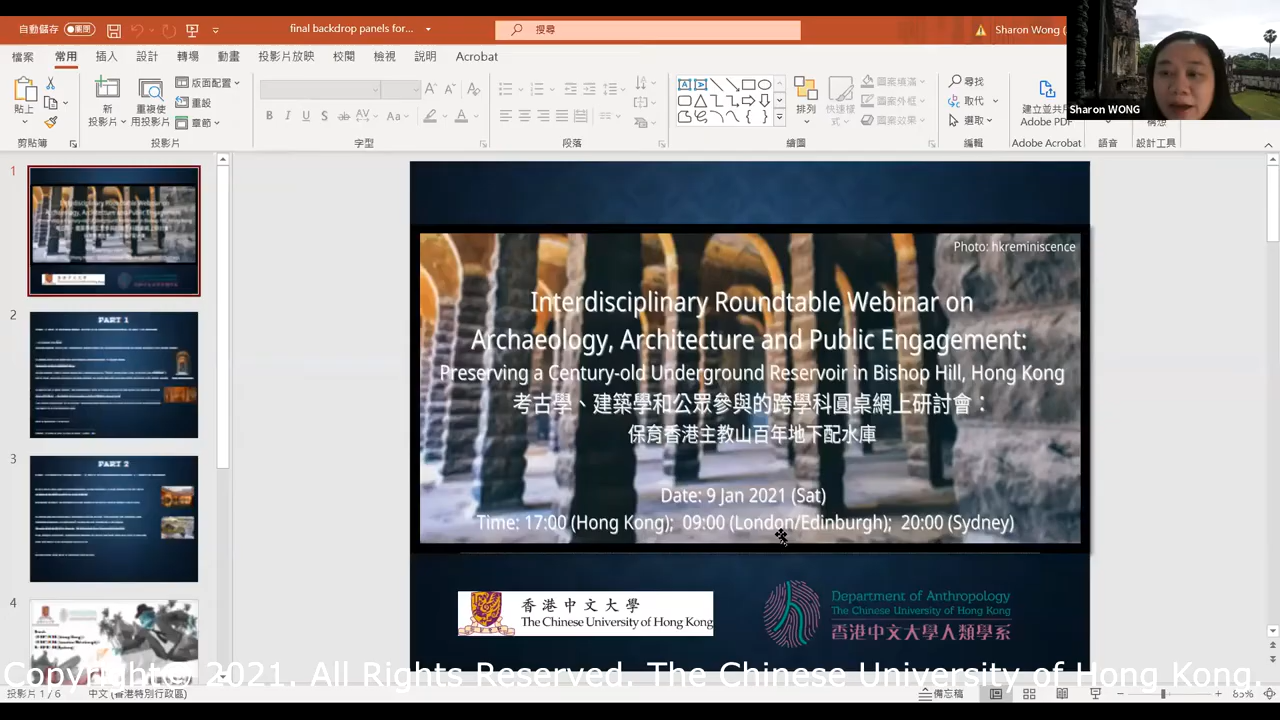 自動儲存 關閉
final backdrop panels for...
搜尋
Sharon Wong
檔案 常用 插入 設計 轉場 動畫 投影片放映 校閱 檢視 說明 Acrobat
貼上
新
投影片
重複使
用投影片
版面配置
重設
章節
排列
快速樣
式
圖案填滿
圖案外框
圖案效果
尋找
取代
選取
建立並共用
Adobe PDF
Sharon WONG
剪貼簿 投影片 字型 段落 繪圖 編輯 Adobe Acrobat 語音 設計工具
1
2
PART 1
3
PART 2
4
Photo: hkreminiscence
Interdisciplinary Roundtable Webinar on
Archaeology, Architecture and Public Engagement:
Preserving a Century-old Underground Reservoir in Bishop Hill, Hong Kong
考古學、建築學和公眾參與的跨學科圓桌網上研討會：
保育香港主教山百年地下配水庫
Date: 9 Jan 2021 (Sat)
Time: 17:00 (Hong Kong);  09:00 (London/Edinburgh);  20:00 (Sydney)
香港中文大學
The Chinese University of Hong Kong
Department of Anthropology
The Chinese University of Hong Kong
香港中文大學人類學系
Copyright© 2021. All Rights Reserved. The Chinese University of Hong Kong.
投影片 1 / 6 中文 (香港特別行政區)
備忘稿
83%